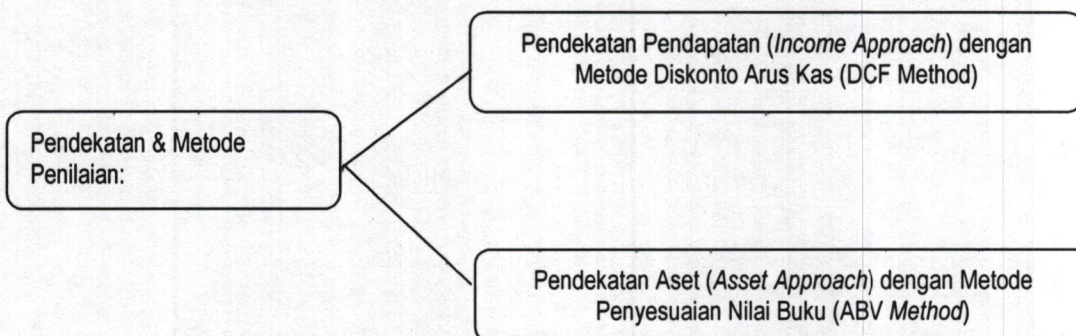 Pendekatan Pendapatan (Income Approach) dengan
Metode Diskonto Arus Kas (DCF Method)
Pendekatan & Metode
Penilaian:
Pendekatan Aset (Asset Approach) dengan Metode
Penyesuaian Nilai Buku (ABV Method)